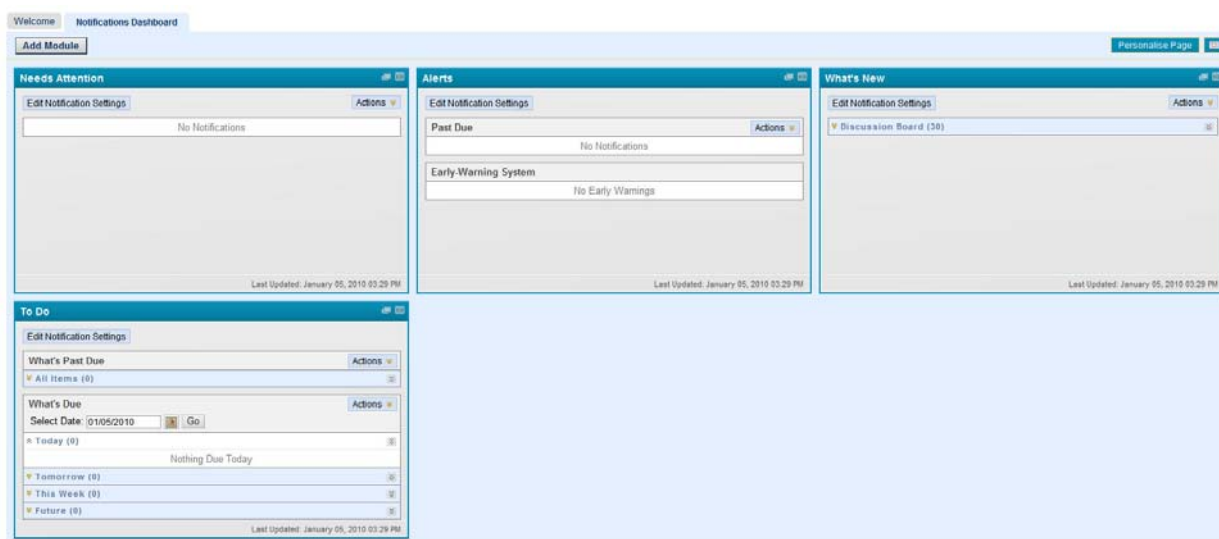 Welcome Notifications Dashboard
Add Module Personalise Page
Needs Attention
Edit Notification Settings Actions
No Notifications
Last Updated: January 05, 2010 03:29 PM
Alerts
Edit Notification Settings
Past Due Actions
No Notifications
Early-Warning System
No Early Warnings
Last Updated: January 05, 2010 03:29 PM
What's New
Edit Notification Settings Actions
Discussion Board (30)
Last Updated: January 05, 2010 03:29 PM
To Do
Edit Notification Settings
What's Past Due Actions
All Items (0)
What's Due Actions
Select Date: 01/05/2010 Go
Today (0)
Nothing Due Today
Tomorrow (0)
This Week (0)
Future (0)
Last Updated: January 05, 2010 03:29 PM